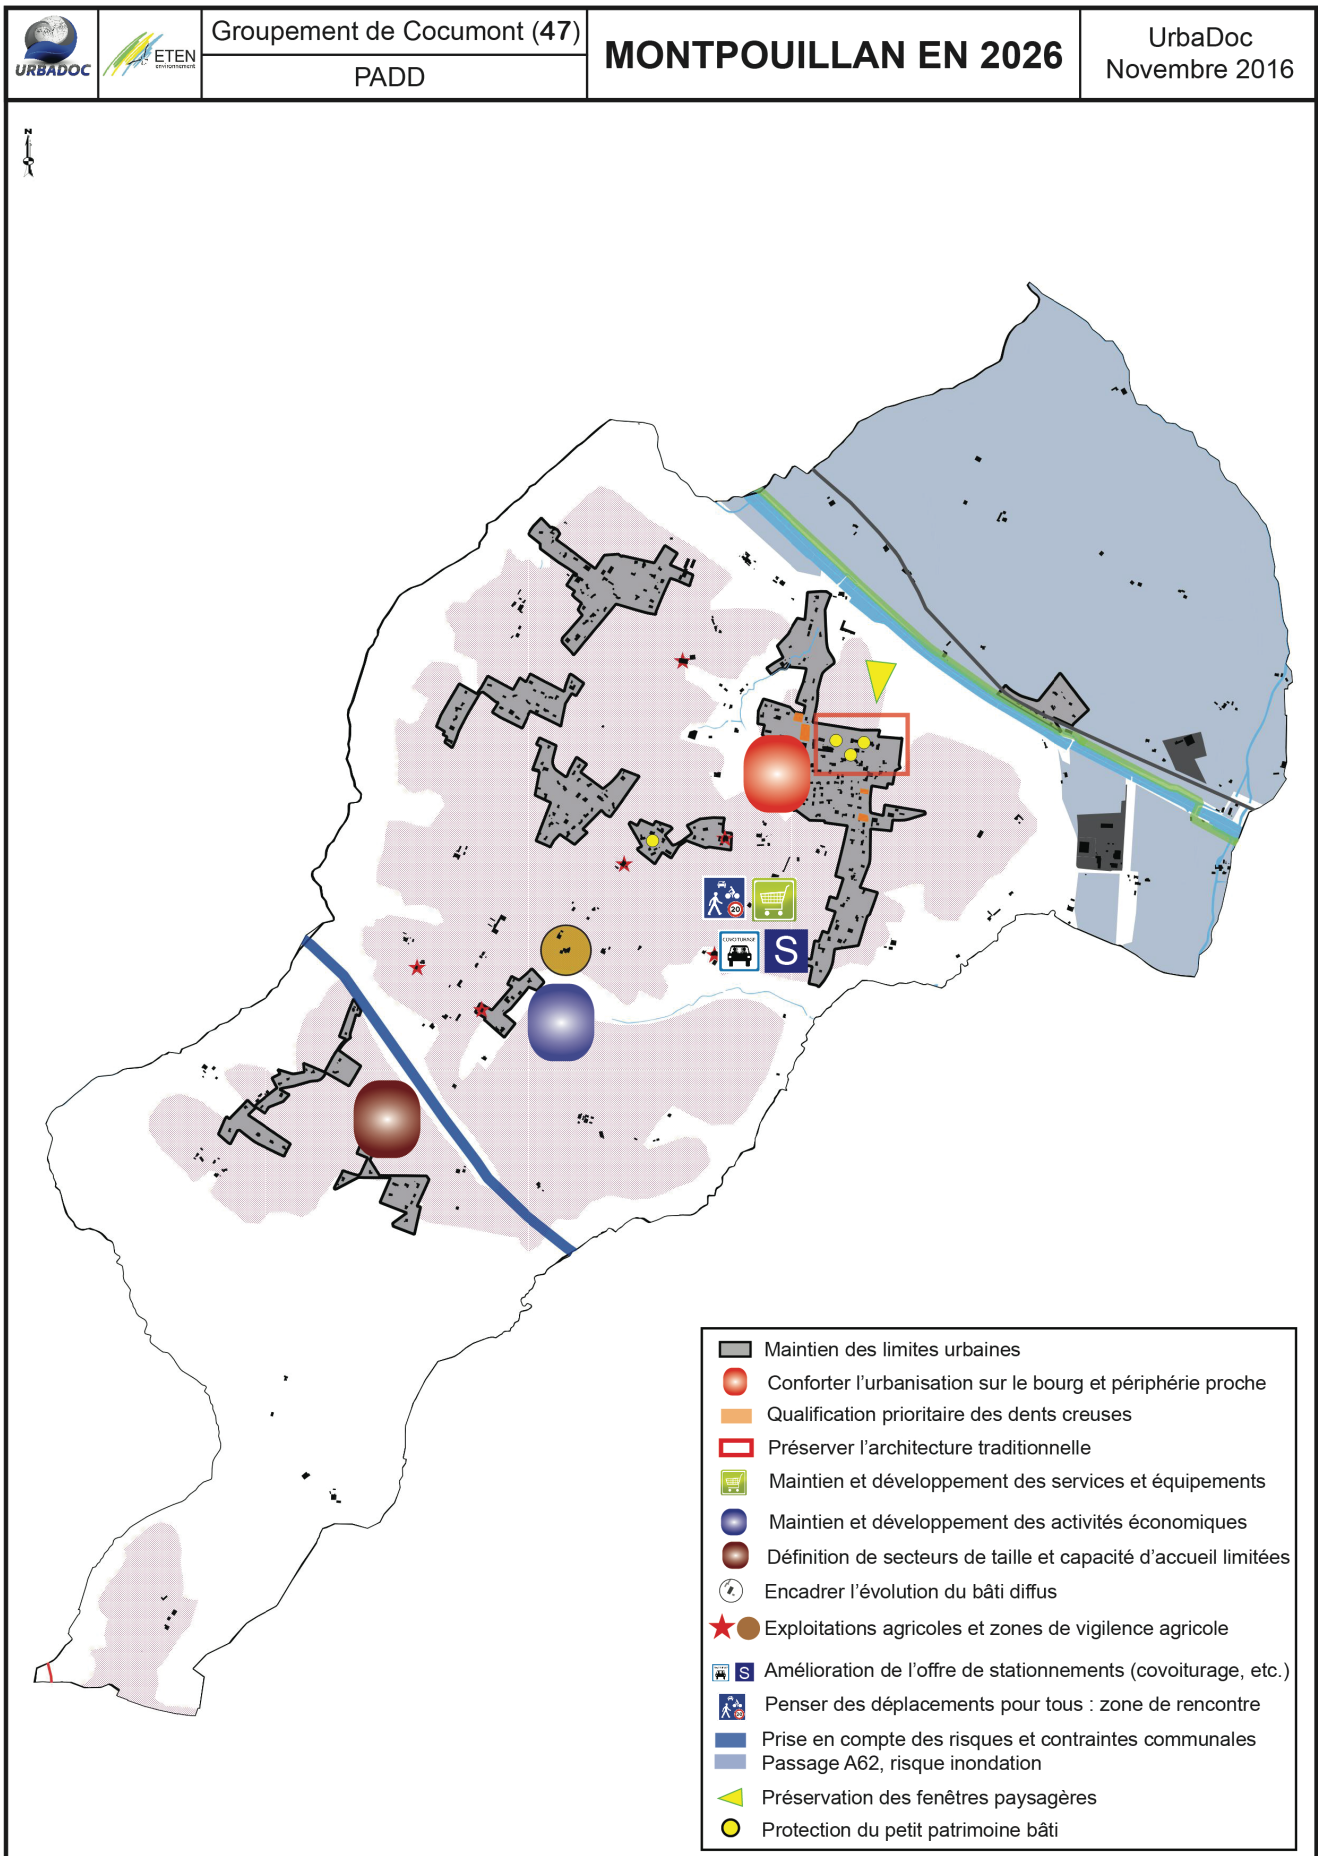 URBADOC
ETEN
environnement
Groupement de Cocumont (47)
PADD
MONTPOUILLAN EN 2026
UrbaDoc
Novembre 2016
N
20
COVOITURAGE
S
Maintien des limites urbaines
Conforter l'urbanisation sur le bourg et périphérie proche
Qualification prioritaire des dents creuses
Préserver l'architecture traditionnelle
Maintien et développement des services et équipements
Maintien et développement des activités économiques
Définition de secteurs de taille et capacité d'accueil limitées
Encadrer l'évolution du bâti diffus
Exploitations agricoles et zones de vigilence agricole
S Amélioration de l'offre de stationnements (covoiturage, etc.)
Penser des déplacements pour tous : zone de rencontre
Prise en compte des risques et contraintes communales
Passage A62, risque inondation
Préservation des fenêtres paysagères
Protection du petit patrimoine bâti